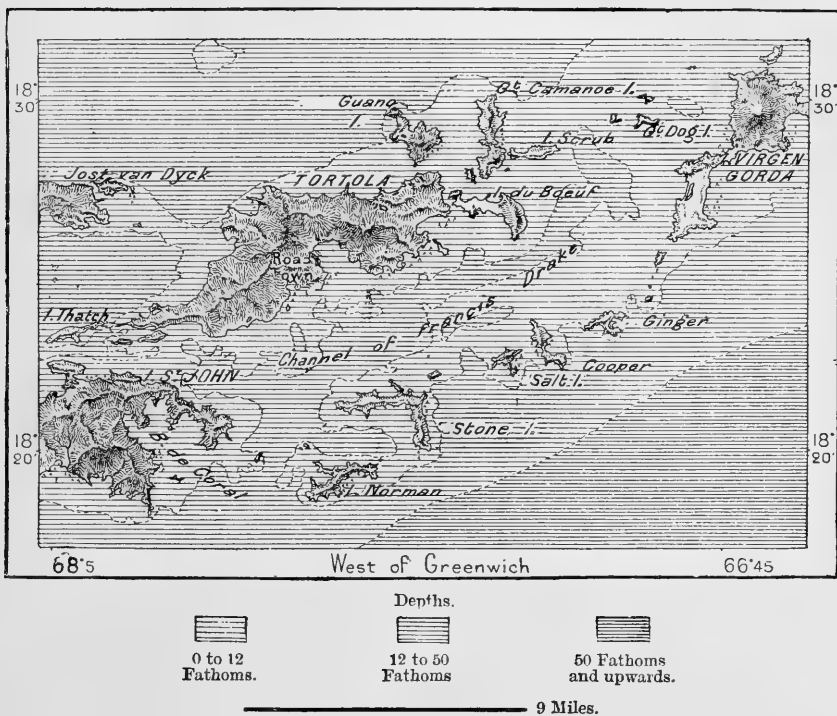 18° 30'
18° 30'
Gt. Camanoe I.
Guano I.
Gt. Dog I.
I. Scrub
VIRGEN GORDA
Jost van Dyck
TORTOLA
I. du Bœuf
Road Town
I. Thatch
Channel of Francis Drake
Ginger
Cooper
Salt I.
I. St. JOHN
Stone I.
B. de Coral
I. Norman
18° 20'
18° 20'
68°5
West of Greenwich
66°45
Depths.
0 to 12 Fathoms.
12 to 50 Fathoms
50 Fathoms and upwards.
9 Miles.